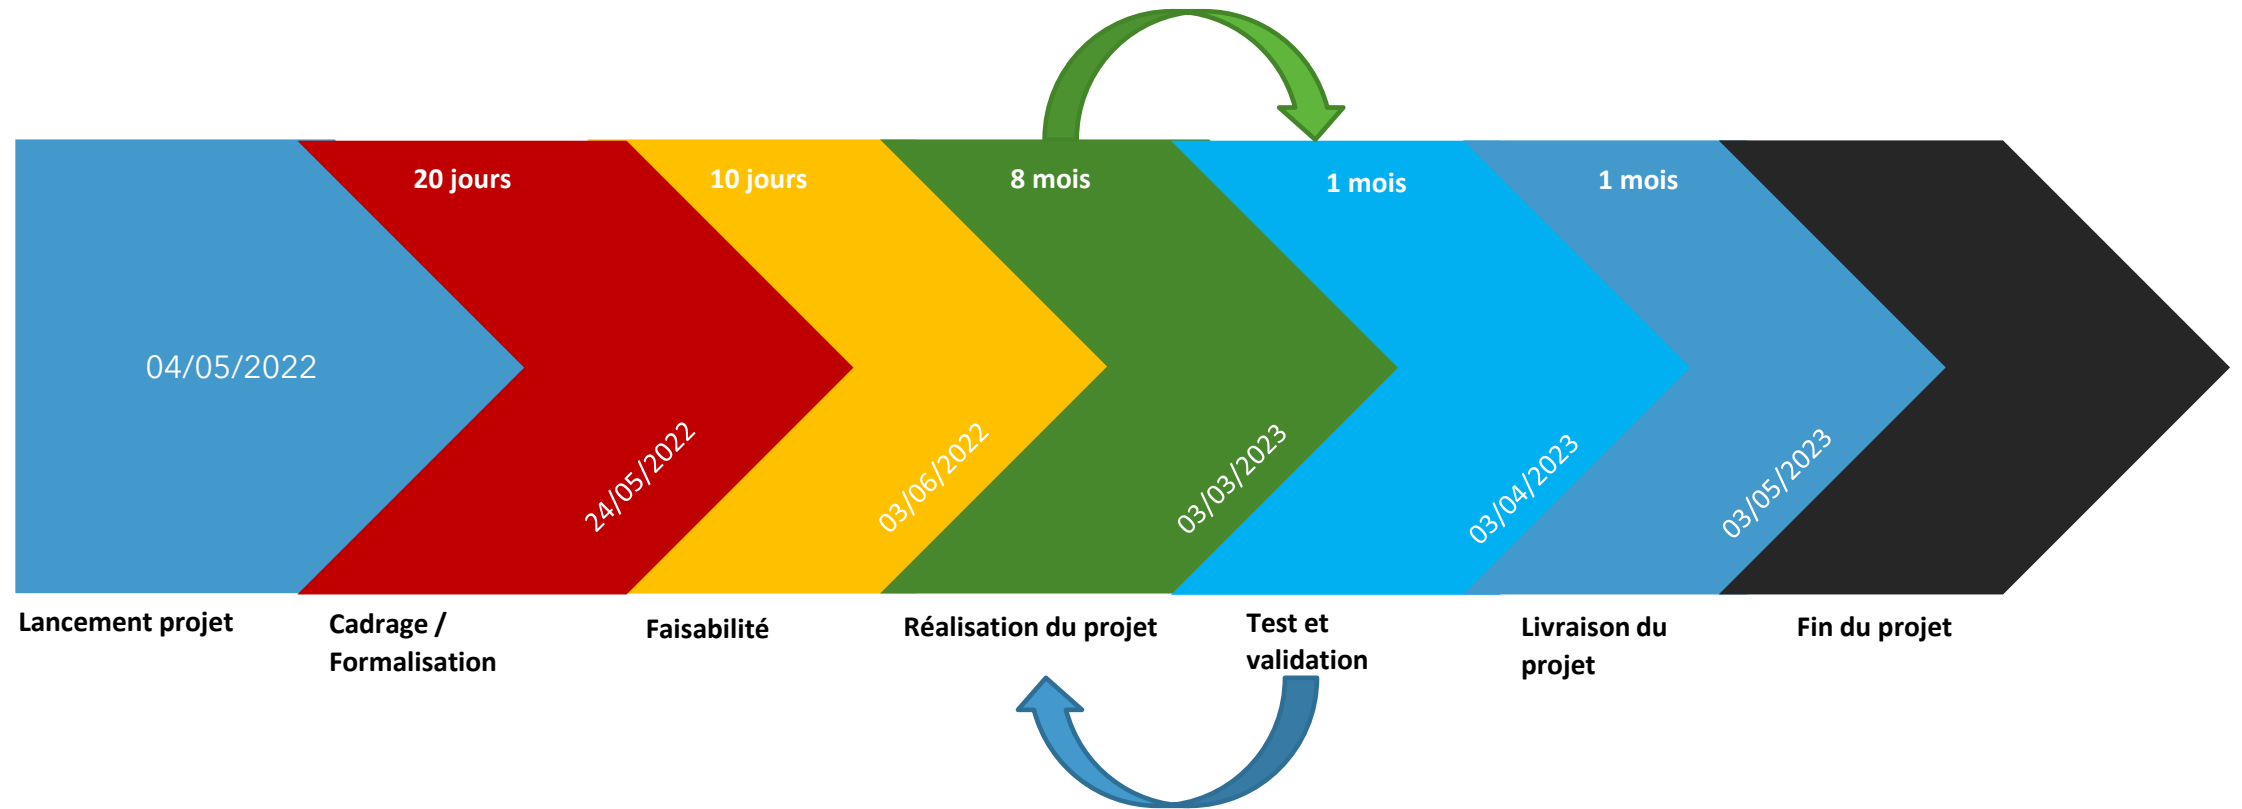 20 jours
10 jours
8 mois
1 mois
1 mois
04/05/2022
24/05/2022
03/06/2022
03/03/2023
03/04/2023
03/05/2023
Lancement projet
Cadrage /
Formalisation
Faisabilité
Réalisation du projet
Test et
validation
Livraison du
projet
Fin du projet